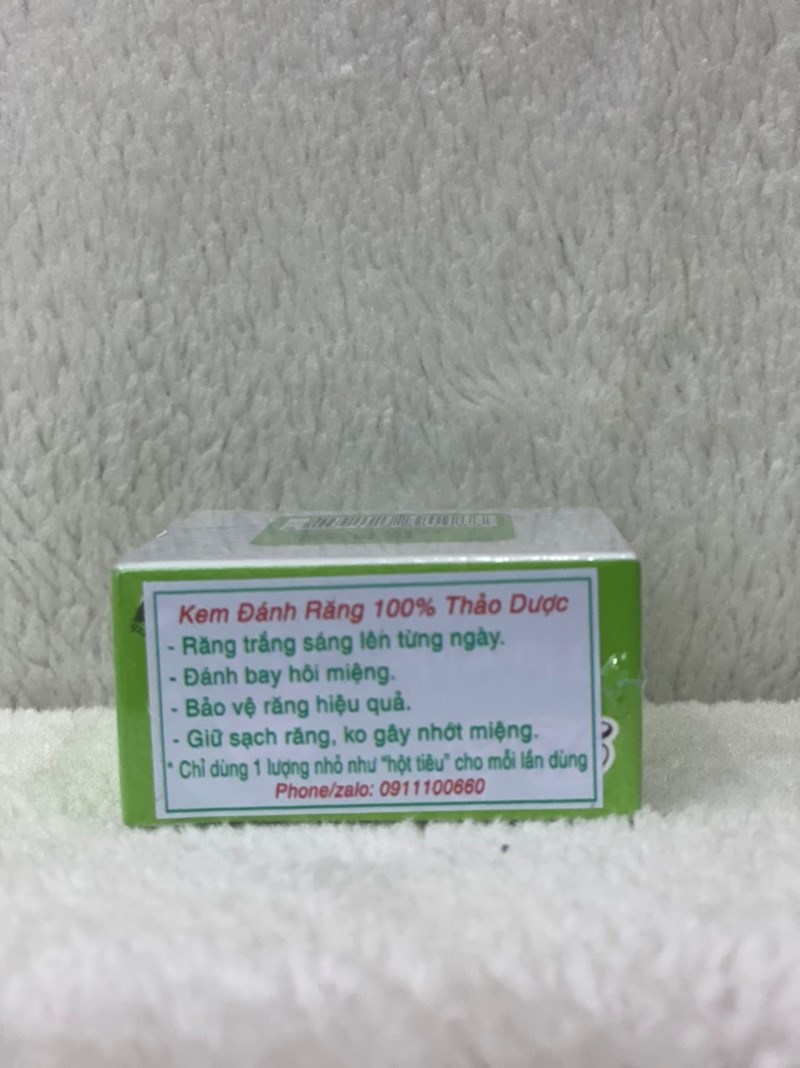 Kem Đánh Răng 100% Thảo Dược
- Răng trắng sáng lên từng ngày.
- Đánh bay hôi miệng.
- Bảo vệ răng hiệu quả.
- Giữ sạch răng, ko gây nhớt miệng.
* Chỉ dùng 1 lượng nhỏ như "hột tiêu" cho mỗi lần dùng
Phone/zalo: 0911100660